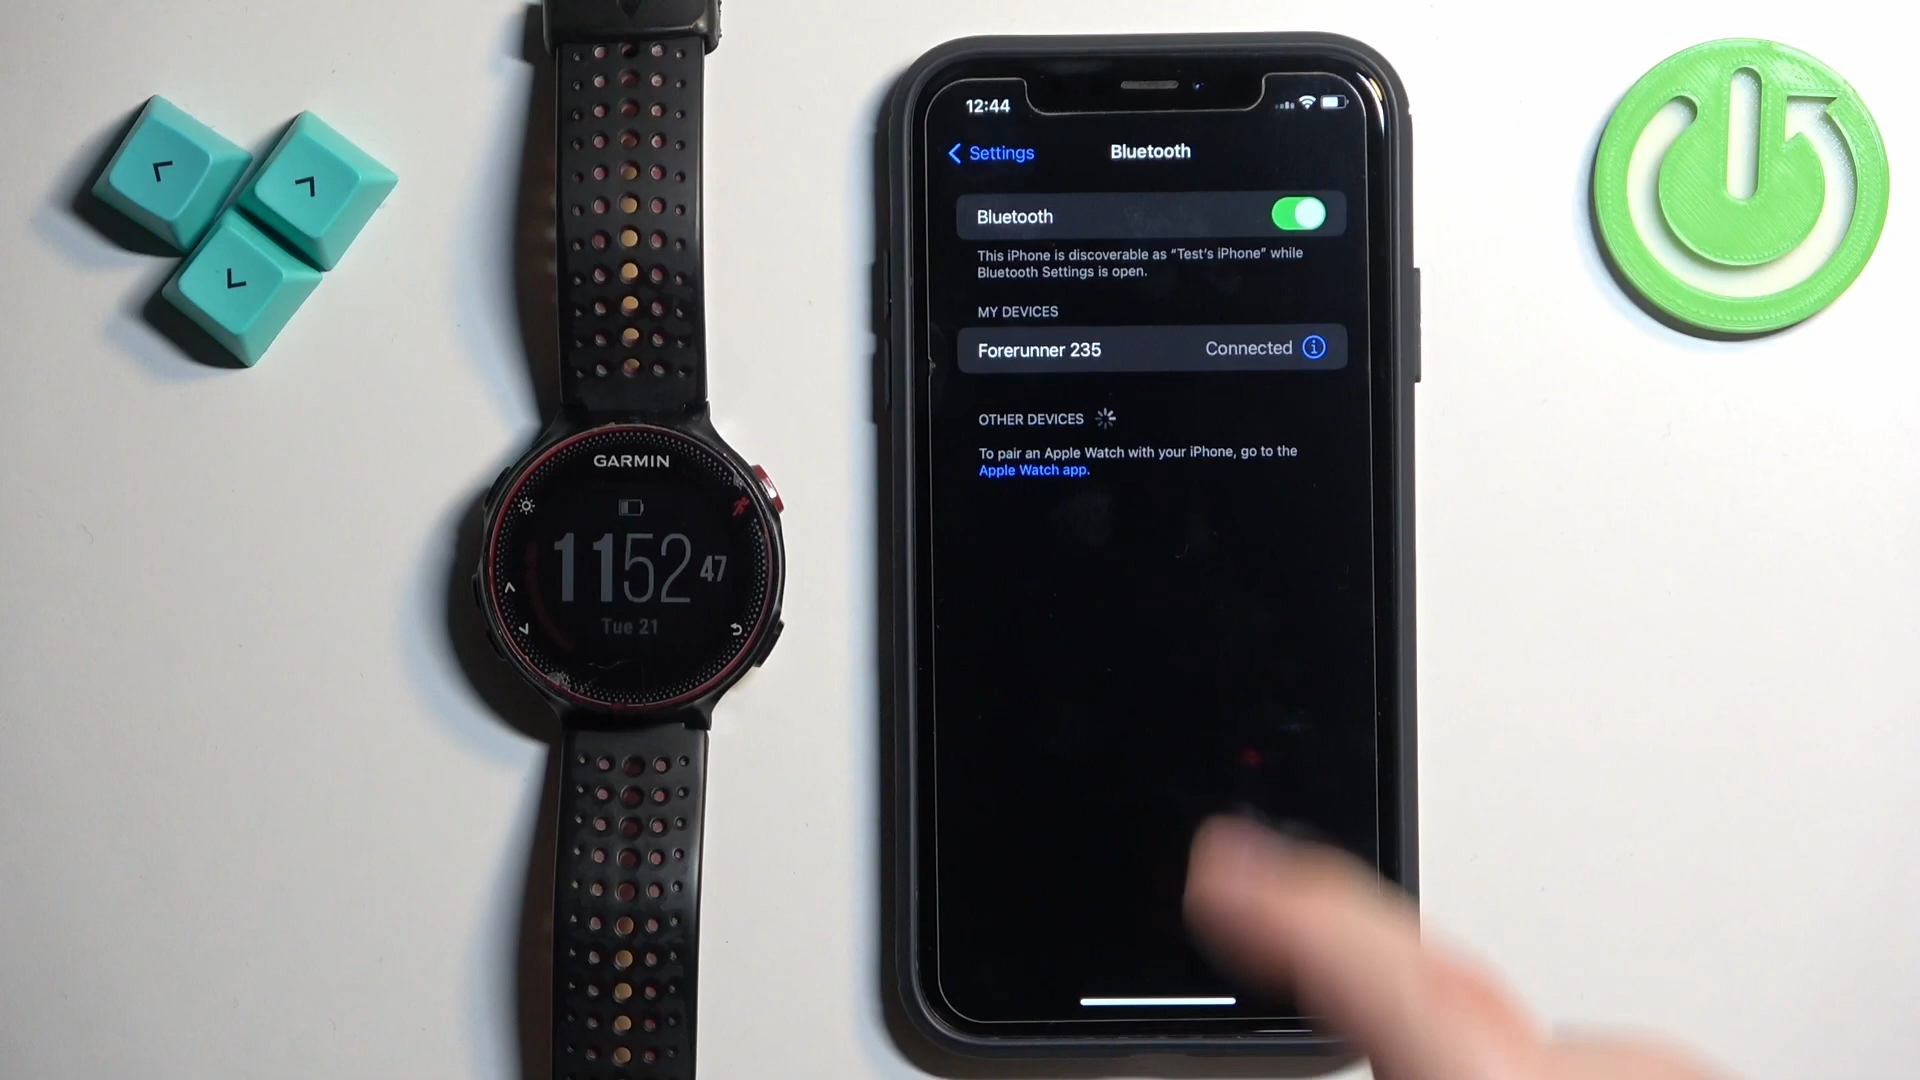 GARMIN
1152 47
Tue 21
12:44
Settings
Bluetooth
Bluetooth
This iPhone is discoverable as “Test's iPhone” while
Bluetooth Settings is open.
MY DEVICES
Forerunner 235 Connected
OTHER DEVICES
To pair an Apple Watch with your iPhone, go to the
Apple Watch app.